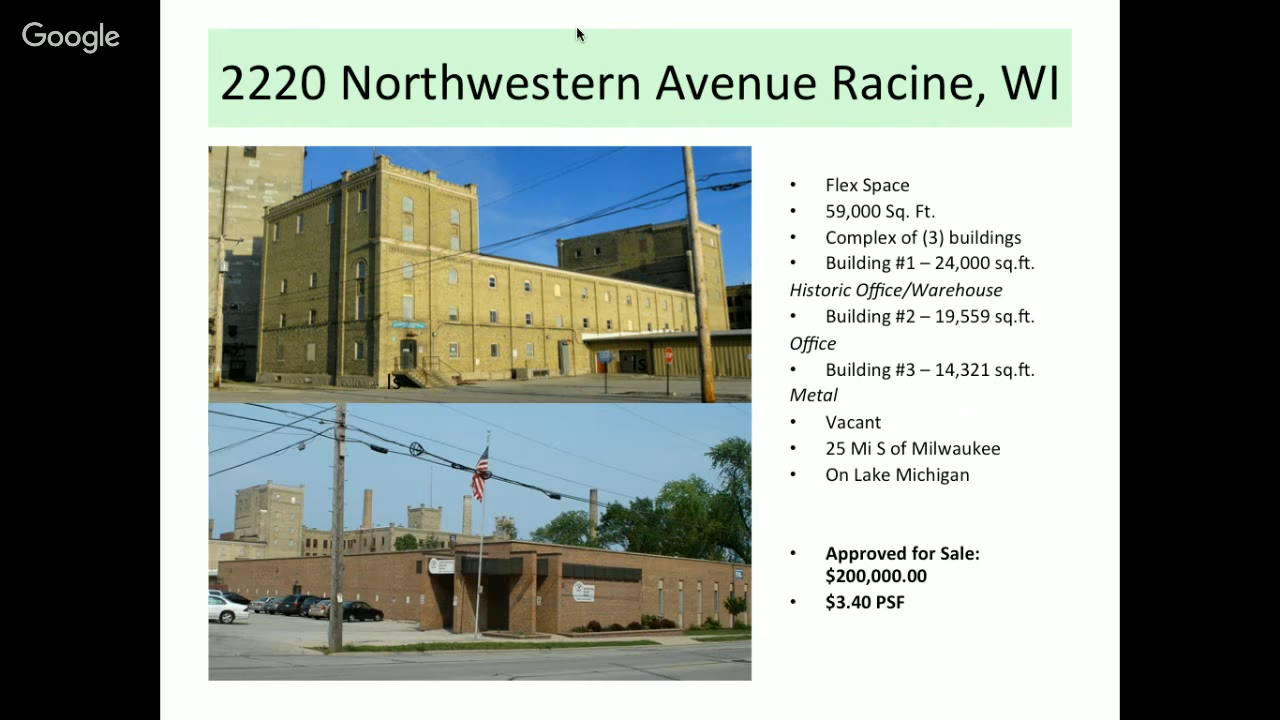 Google
2220 Northwestern Avenue Racine, WI
• Flex Space
• 59,000 Sq. Ft.
• Complex of (3) buildings
• Building #1 – 24,000 sq.ft.
Historic Office/Warehouse
• Building #2 – 19,559 sq.ft.
Office
• Building #3 – 14,321 sq.ft.
Metal
• Vacant
• 25 Mi S of Milwaukee
• On Lake Michigan
• Approved for Sale:
$200,000.00
• $3.40 PSF
ls
ls